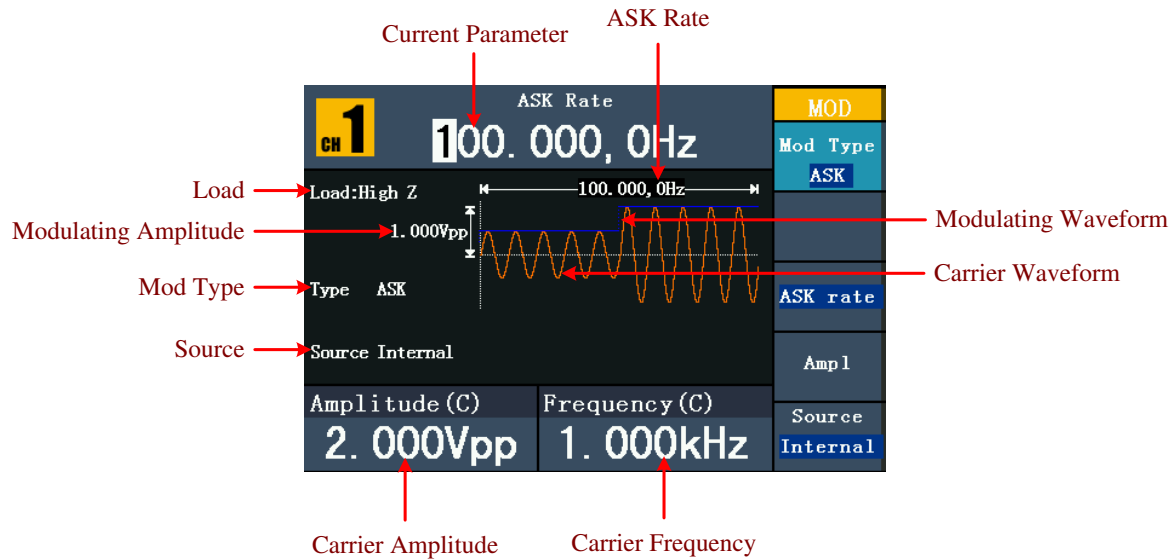 ASK Rate
Current Parameter
CH 1
ASK Rate
100.000,0Hz
MOD
Mod Type
ASK
Load
Load:High Z
100.000,0Hz
Modulating Amplitude
1.000Vpp
Modulating Waveform
Carrier Waveform
Mod Type
Type ASK
ASK rate
Source
Source Internal
Ampl
Amplitude(C)
Frequency(C)
Source
2.000Vpp
1.000kHz
Internal
Carrier Amplitude
Carrier Frequency